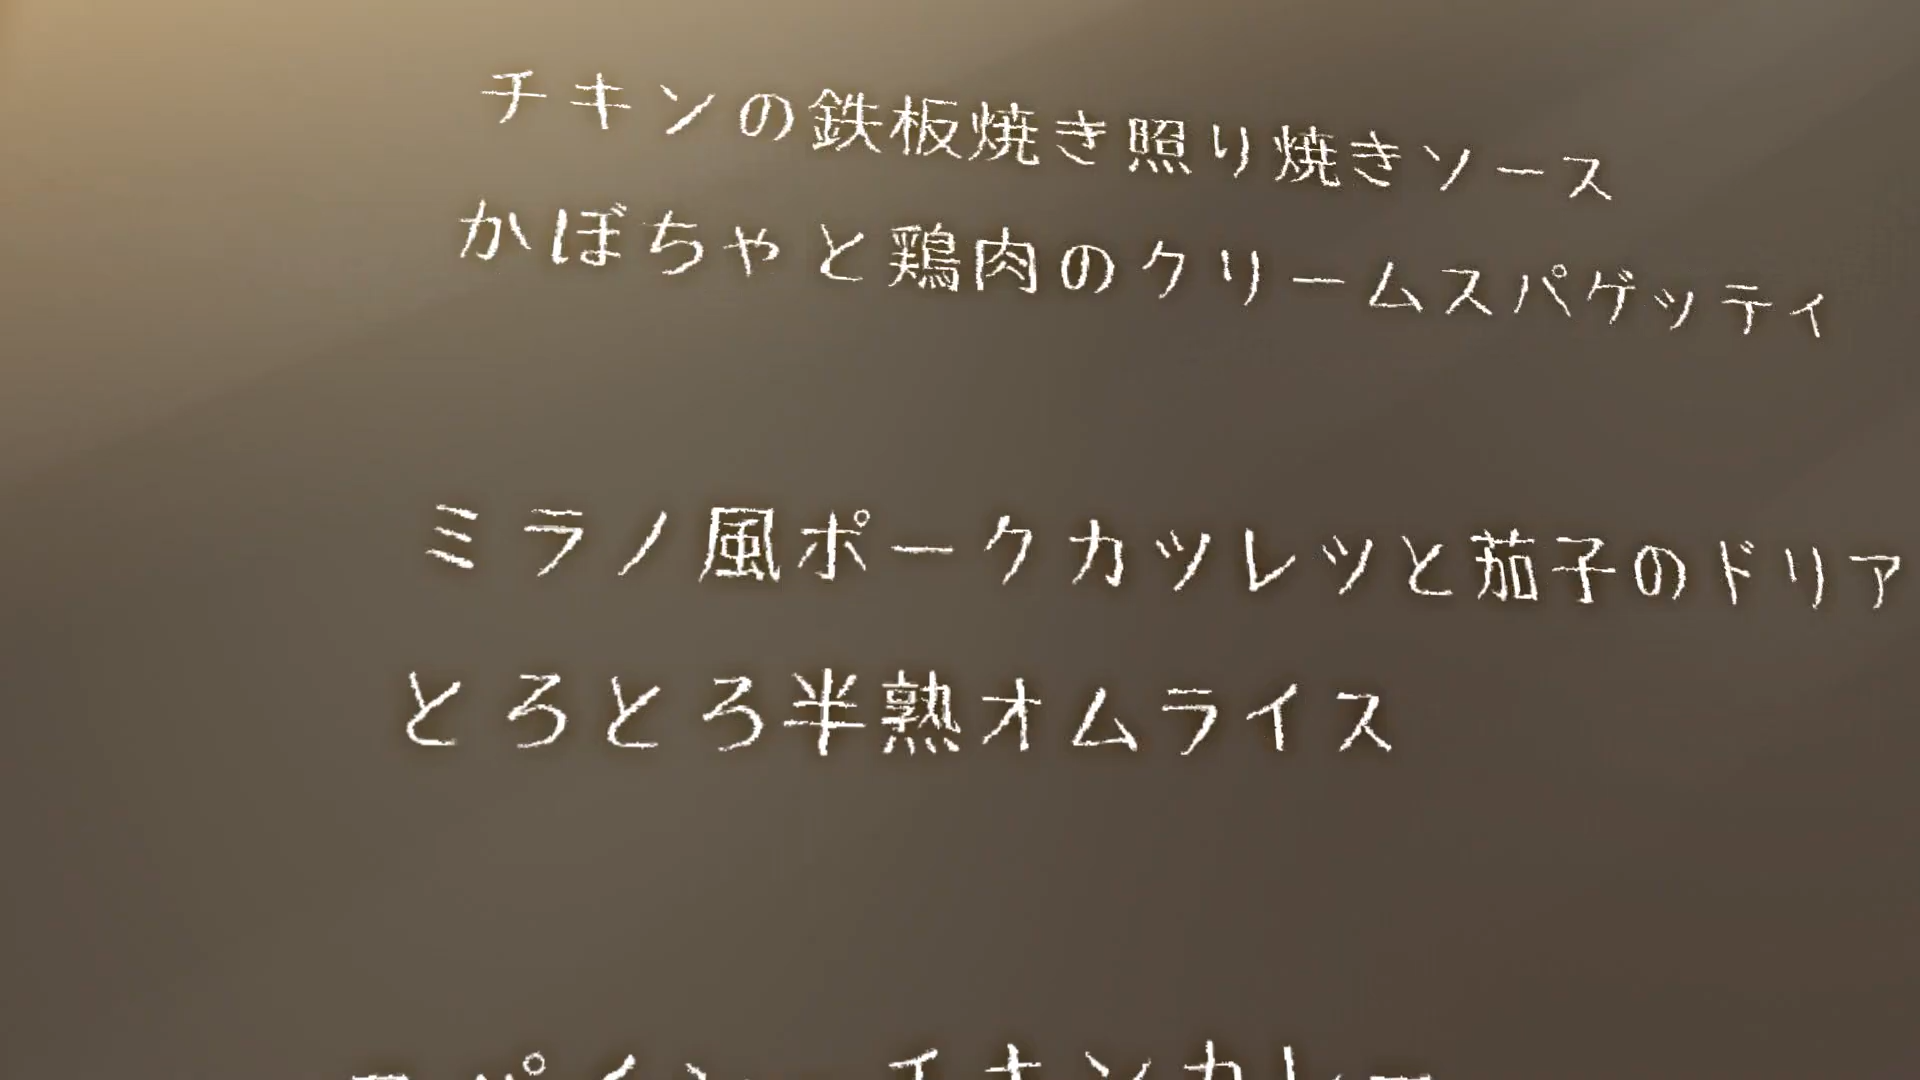 チキンの鉄板焼き照り焼きソース
かぼちゃと鶏肉のクリームスパゲッティ
ミラノ風ポークカツレツと茄子のドリア
とろとろ半熟オムライス